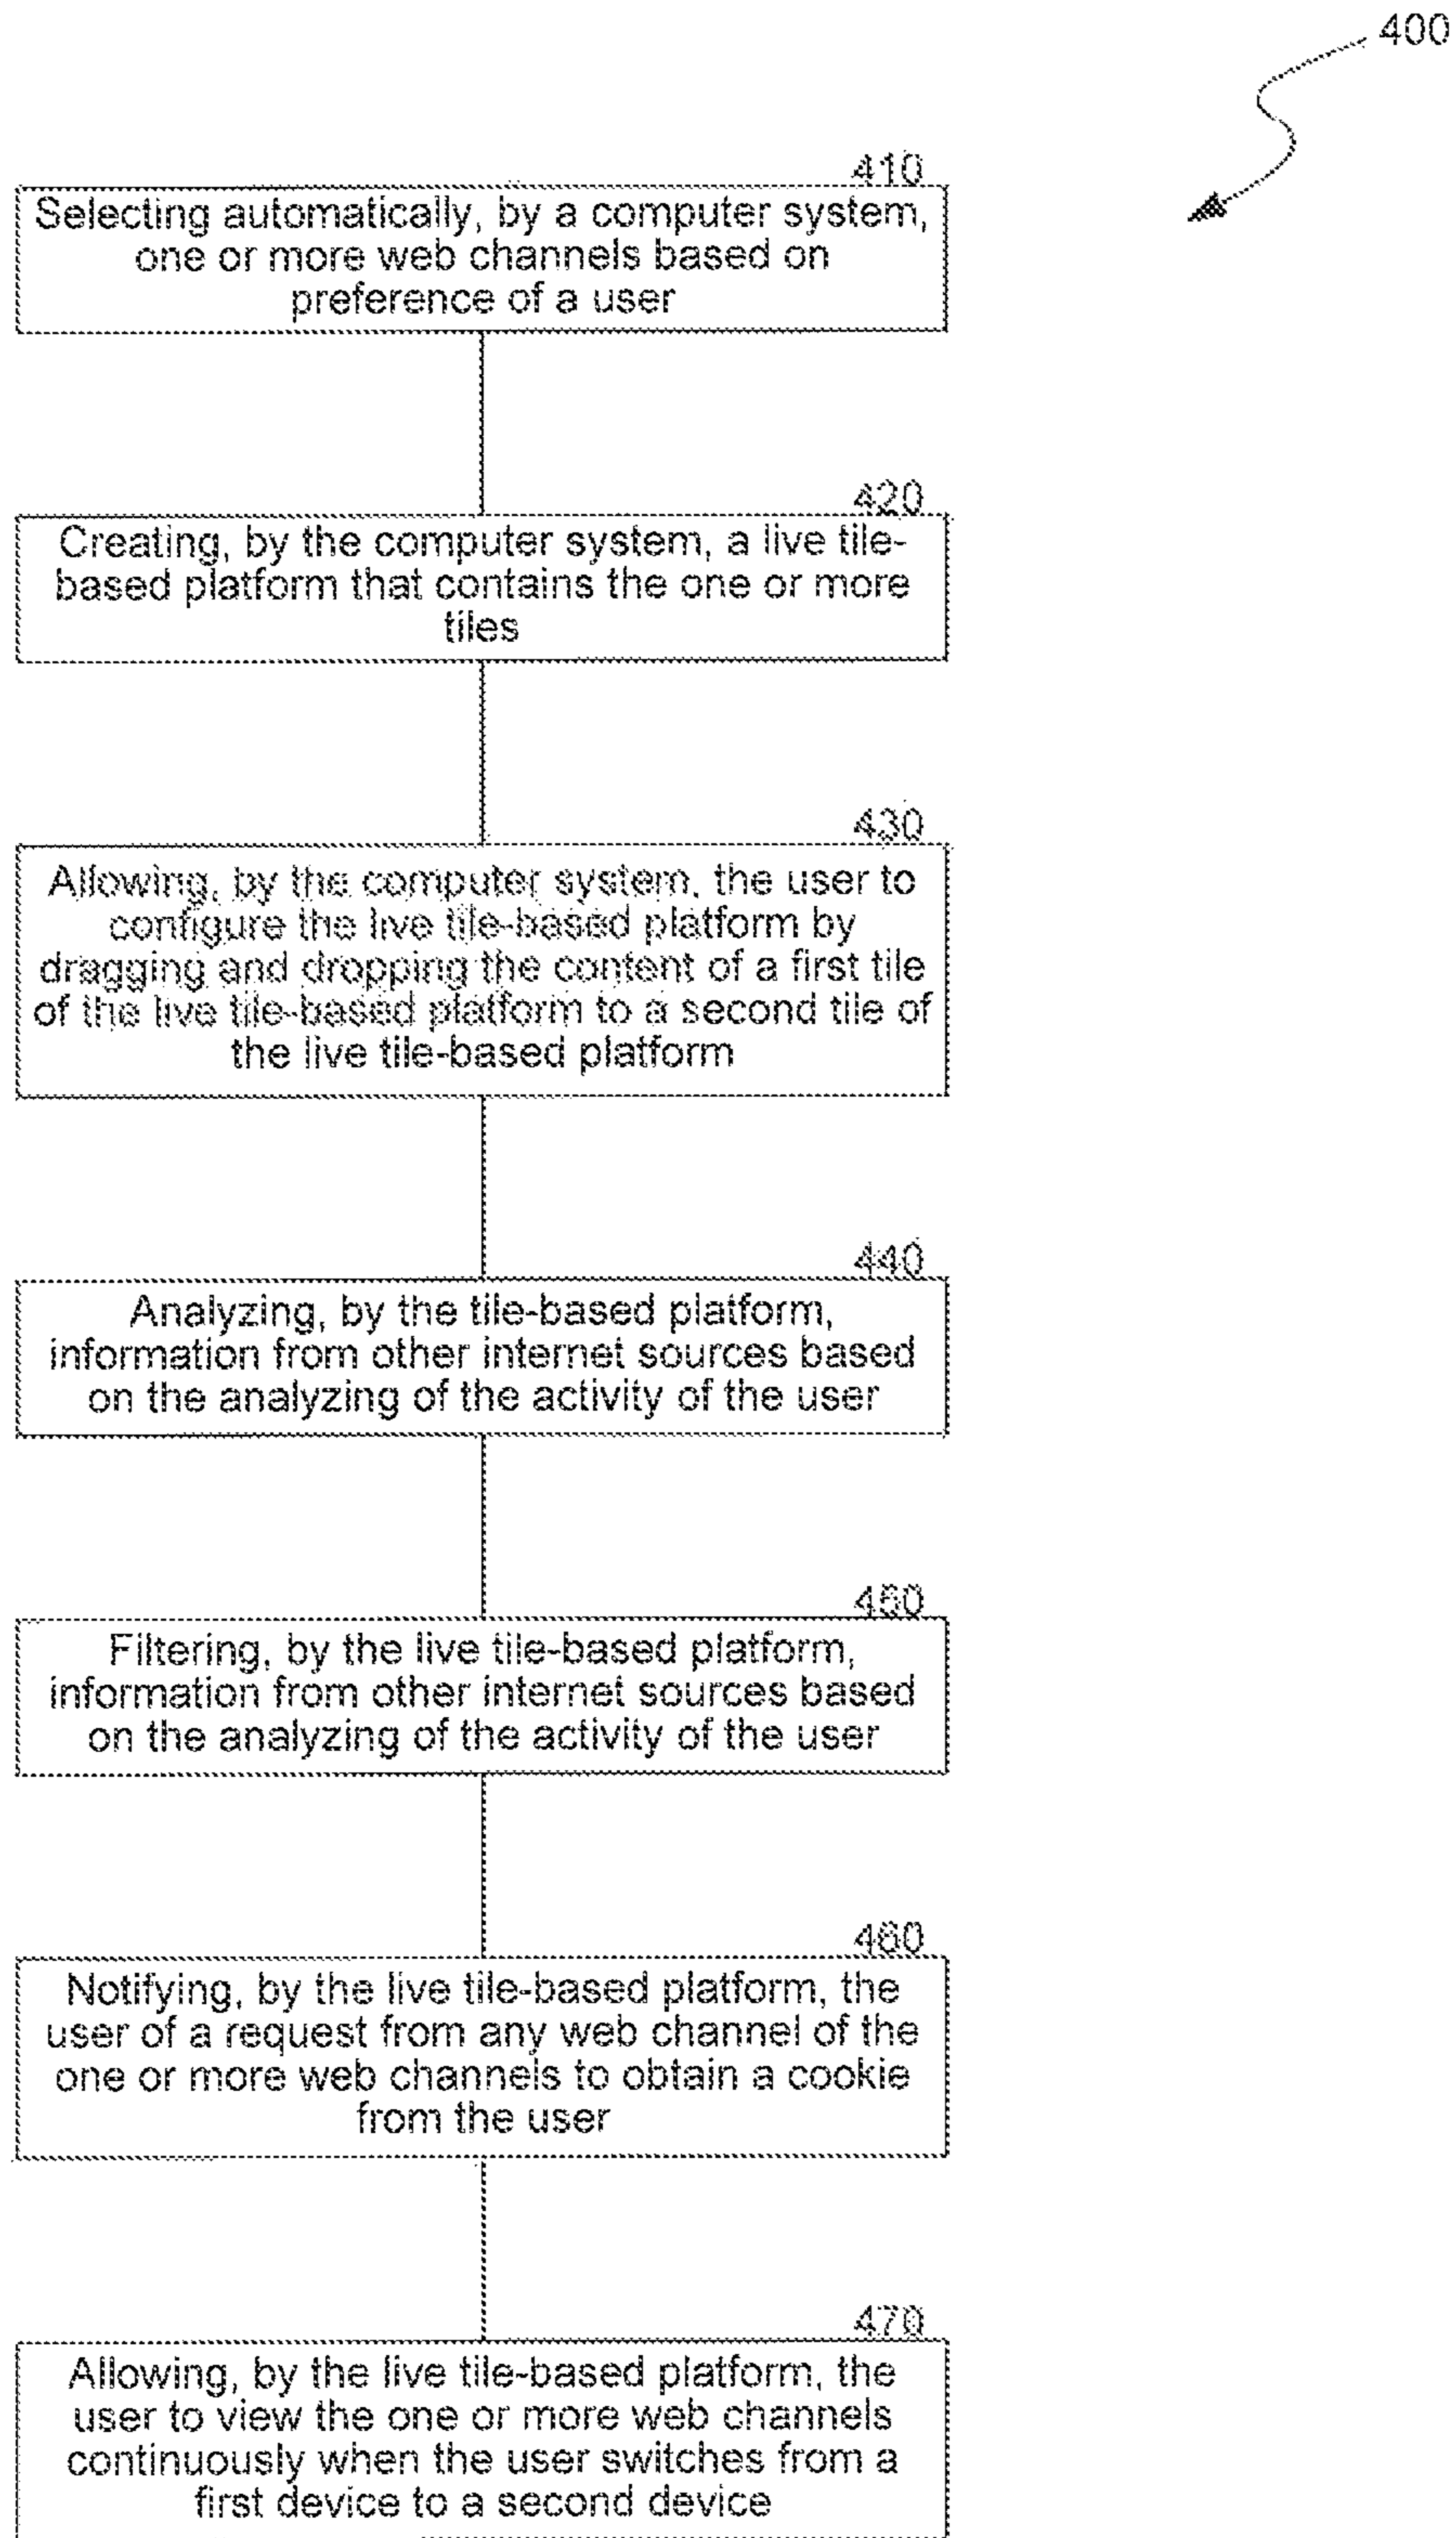 400
410
Selecting automatically, by a computer system,
one or more web channels based on
preference of a user
420
Creating, by the computer system, a live tile-
based platform that contains the one or more
tiles
430
Allowing, by the computer system, the user to
configure the live tile-based platform by
dragging and dropping the content of a first tile
of the live tile-based platform to a second tile of
the live tile-based platform
440
Analyzing, by the tile-based platform,
information from other internet sources based
on the analyzing of the activity of the user
450
Filtering, by the live tile-based platform,
information from other internet sources based
on the analyzing of the activity of the user
460
Notifying, by the live tile-based platform, the
user of a request from any web channel of the
one or more web channels to obtain a cookie
from the user
470
Allowing, by the live tile-based platform, the
user to view the one or more web channels
continuously when the user switches from a
first device to a second device